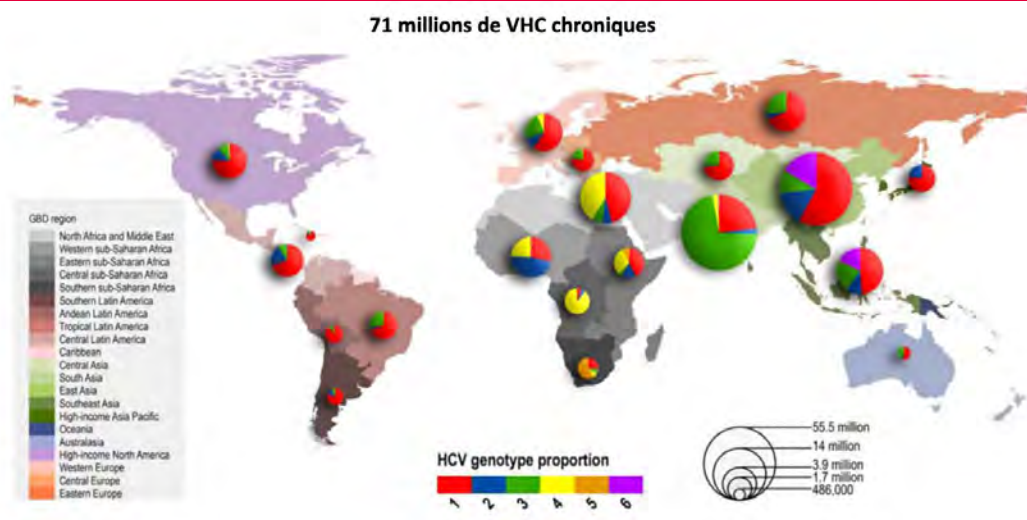 71 millions de VHC chroniques
GBD region
North Africa and Middle East
Western sub-Saharan Africa
Eastern sub-Saharan Africa
Central sub-Saharan Africa
Southern sub-Saharan Africa
Southern Latin America
Andean Latin America
Tropical Latin America
Central Latin America
Caribbean
Central Asia
South Asia
East Asia
Southeast Asia
High-income Asia Pacific
Oceania
Australasia
High-income North America
Western Europe
Central Europe
Eastern Europe
HCV genotype proportion
1 2 3 4 5 6
55.5 million
14 million
3.9 million
1.7 million
486,000